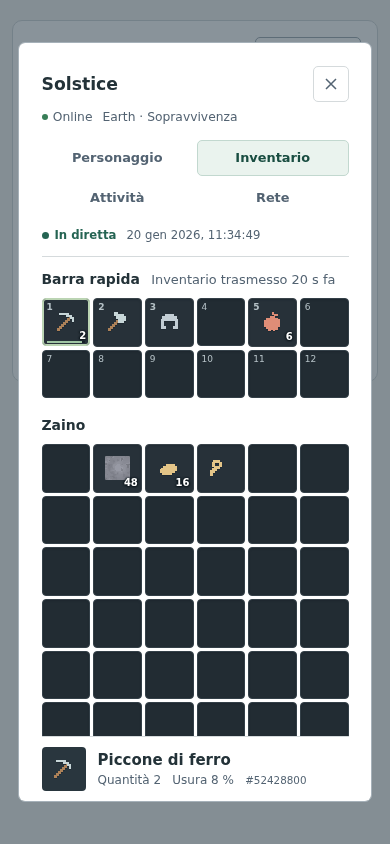 Solstice
Online Earth · Sopravvivenza
Personaggio Inventario
Attività Rete
In diretta 20 gen 2026, 11:34:49
Barra rapida Inventario trasmesso 20 s fa
1 2 2 3 4 5 6 6
7 8 9 10 11 12
Zaino
48 16
Piccone di ferro
Quantità 2 Usura 8 % #52428800